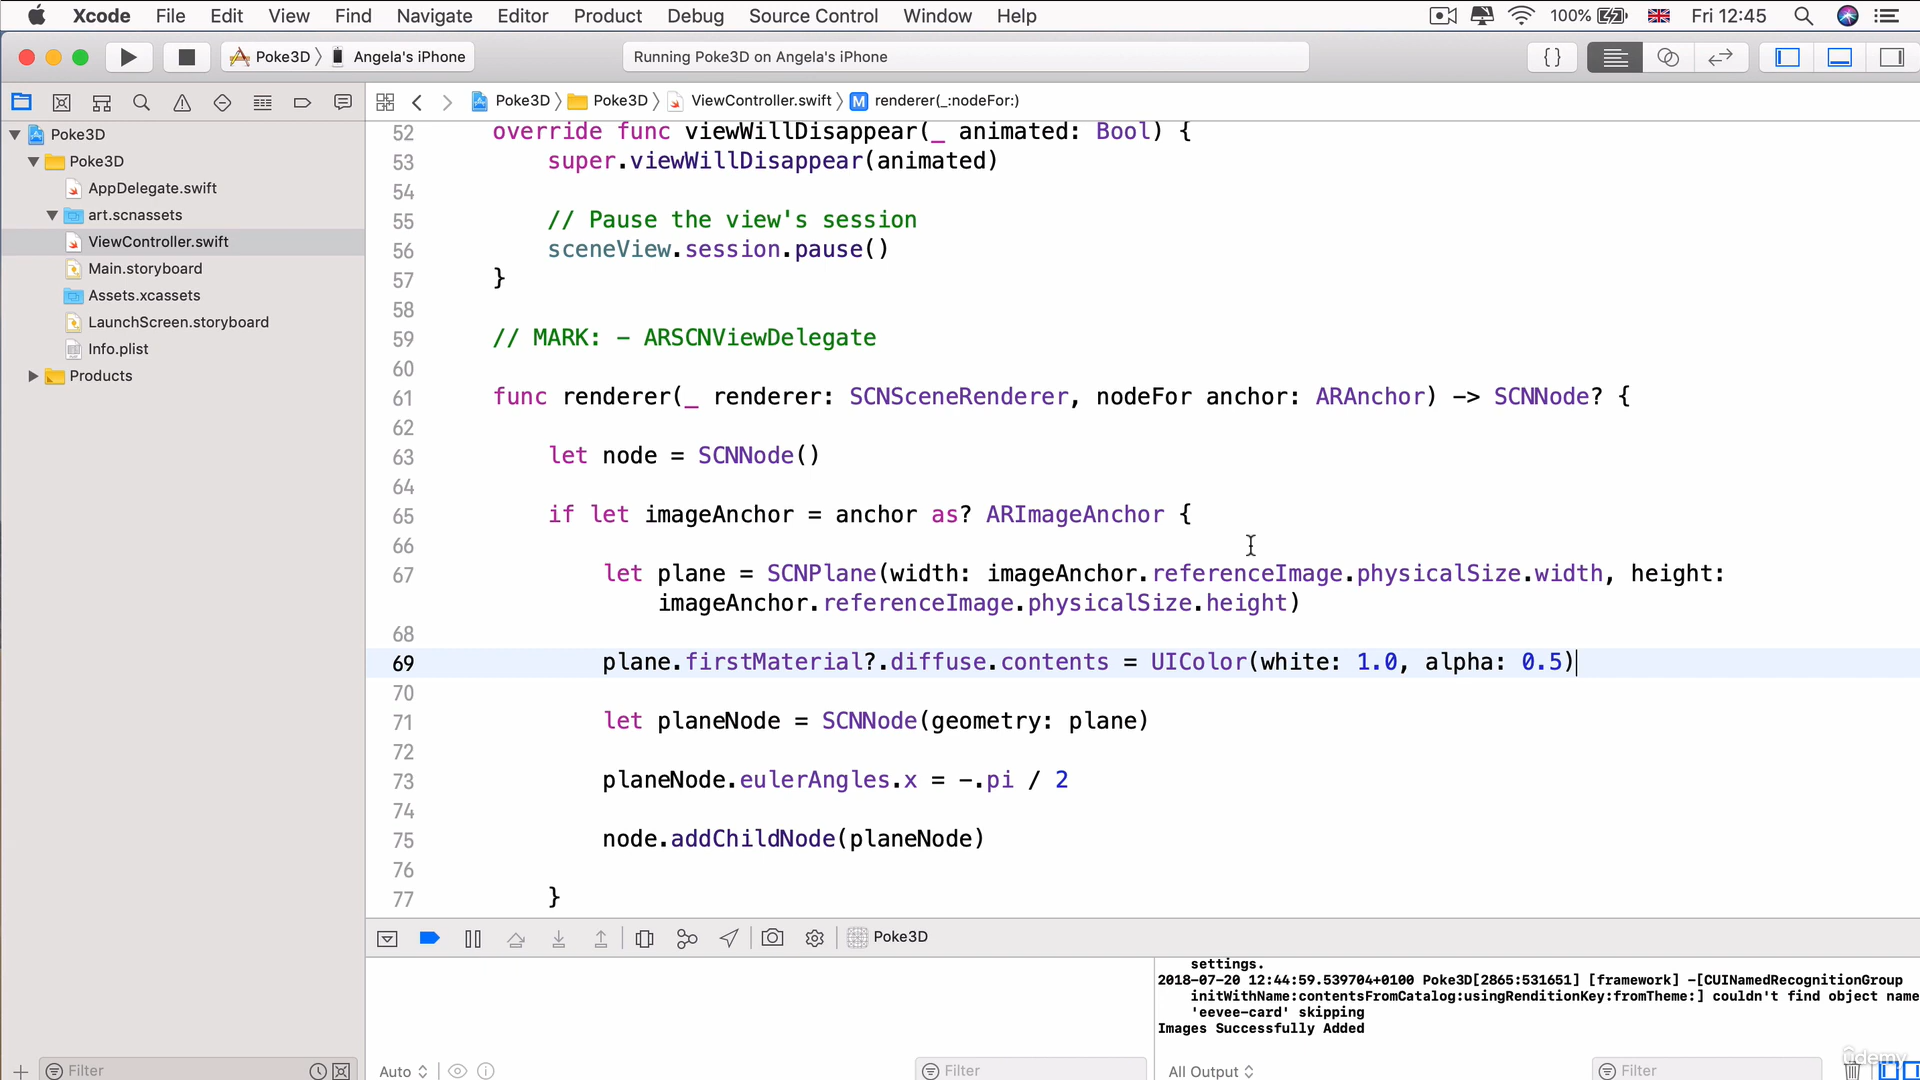 Xcode File Edit View Find Navigate Editor Product Debug Source Control Window Help 100% Fri 12:45
Poke3D Angela's iPhone Running Poke3D on Angela's iPhone { }
Poke3D Poke3D ViewController.swift M renderer(_:nodeFor:)
Poke3D
Poke3D
AppDelegate.swift
art.scnassets
ViewController.swift
Main.storyboard
Assets.xcassets
LaunchScreen.storyboard
Info.plist
Products
52 override func viewWillDisappear(_ animated: Bool) {
53 super.viewWillDisappear(animated)
54
55 // Pause the view's session
56 sceneView.session.pause()
57 }
58
59 // MARK: - ARSCNViewDelegate
60
61 func renderer(_ renderer: SCNSceneRenderer, nodeFor anchor: ARAnchor) -> SCNNode? {
62
63 let node = SCNNode()
64
65 if let imageAnchor = anchor as? ARImageAnchor {
66
67 let plane = SCNPlane(width: imageAnchor.referenceImage.physicalSize.width, height:
imageAnchor.referenceImage.physicalSize.height)
68
69 plane.firstMaterial?.diffuse.contents = UIColor(white: 1.0, alpha: 0.5)
70
71 let planeNode = SCNNode(geometry: plane)
72
73 planeNode.eulerAngles.x = -.pi / 2
74
75 node.addChildNode(planeNode)
76
77 }
Poke3D
settings.
2018-07-20 12:44:59.539704+0100 Poke3D[2865:531651] [framework] -[CUINamedRecognitionGroup
initWithName:contentsFromCatalog:usingRenditionKey:fromTheme:] couldn't find object name
'eevee-card' skipping
Images Successfully Added
Filter Auto Filter All Output Filter
ûdemy